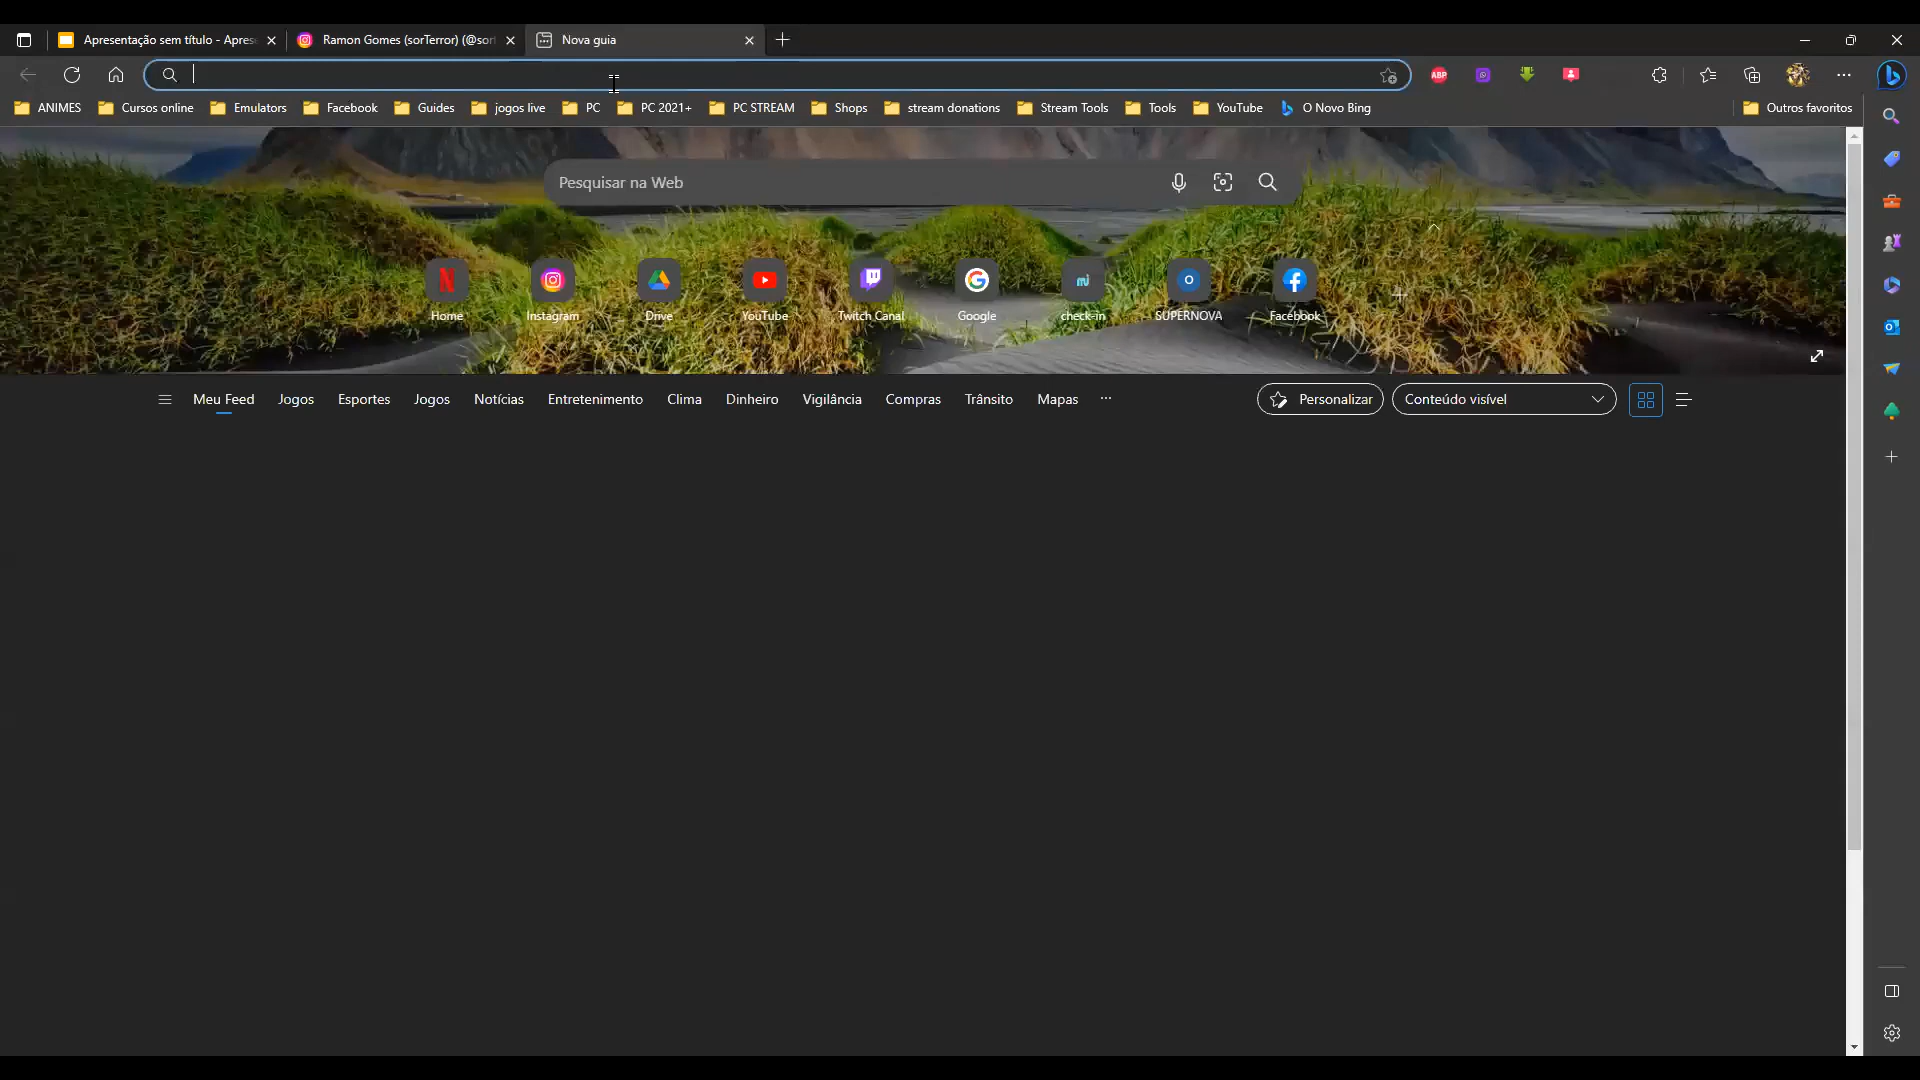 Apresentação sem título - Apres
Ramon Gomes (sorTerror) (@sor
Nova guia
ABP
ANIMES Cursos online Emulators Facebook Guides jogos live PC PC 2021+ PC STREAM Shops stream donations Stream Tools Tools YouTube O Novo Bing Outros favoritos
Pesquisar na Web
Home Instagram Drive YouTube Twitch Canal Google check-in SUPERNOVA Facebook
Meu Feed Jogos Esportes Jogos Notícias Entretenimento Clima Dinheiro Vigilância Compras Trânsito Mapas ... Personalizar Conteúdo visível